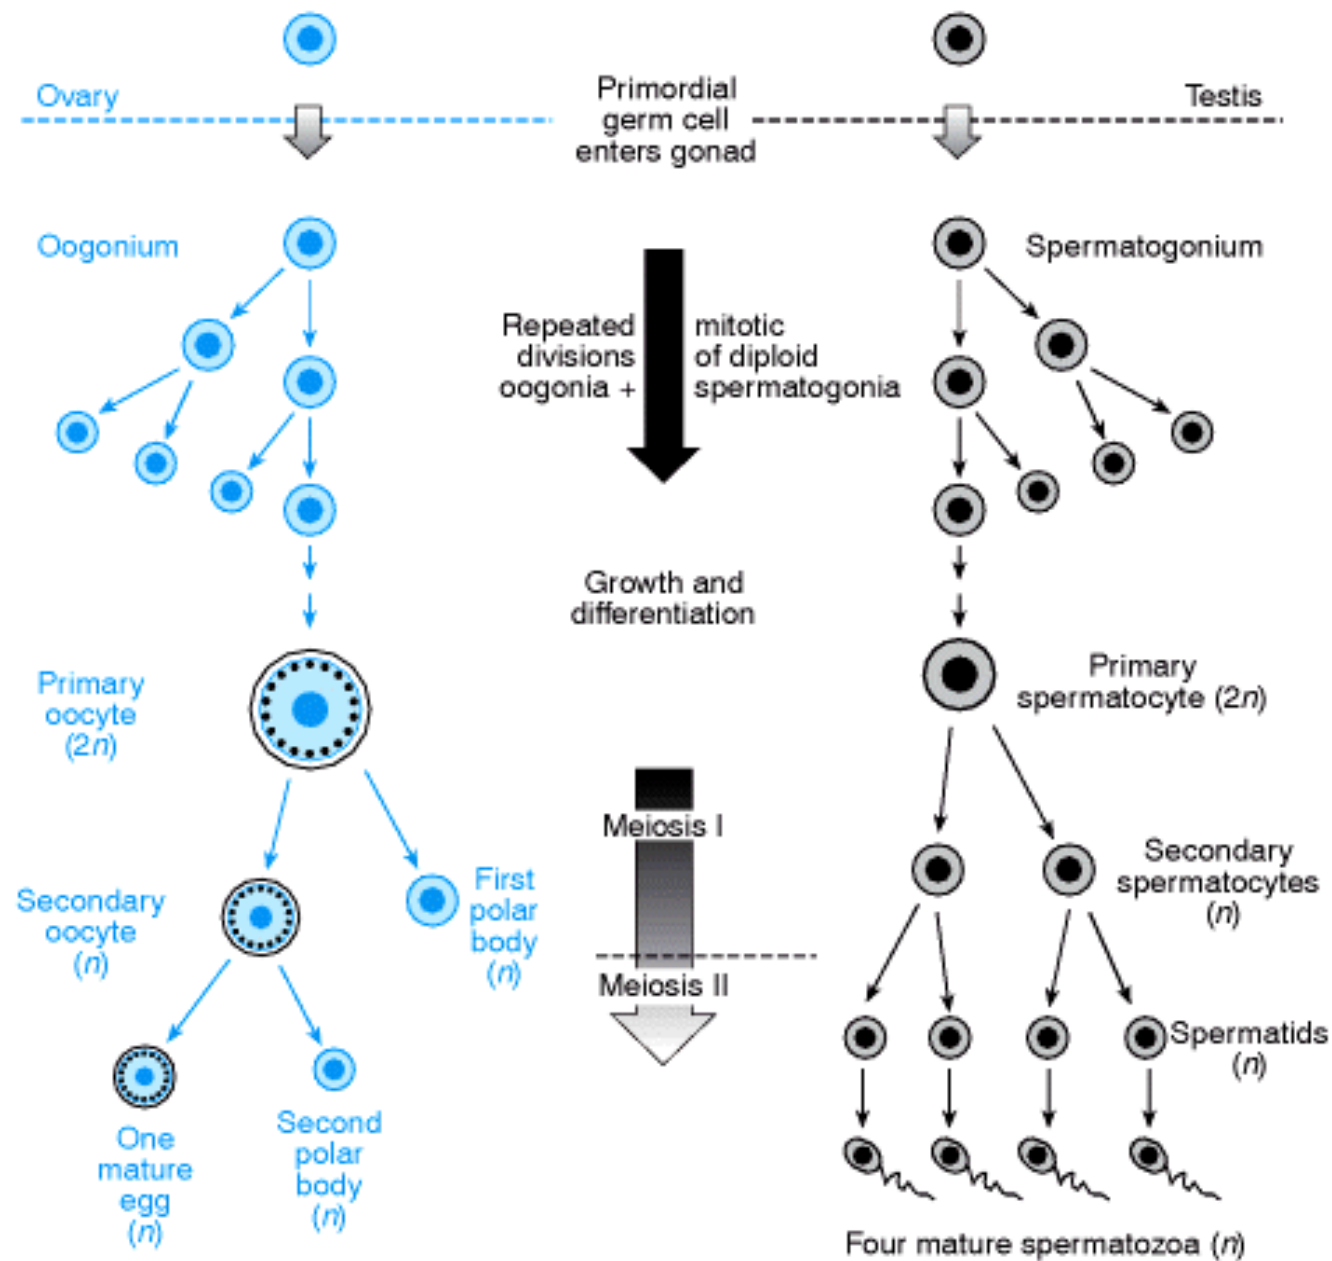 Ovary
Primordial
germ cell
enters gonad
Testis
Oogonium
Spermatogonium
Repeated mitotic
divisions of diploid
oogonia + spermatogonia
Growth and
differentiation
Primary
oocyte
(2n)
Primary
spermatocyte (2n)
Meiosis I
Secondary
oocyte
(n)
First
polar
body
(n)
Secondary
spermatocytes
(n)
Meiosis II
Spermatids
(n)
One
mature
egg
(n)
Second
polar
body
(n)
Four mature spermatozoa (n)